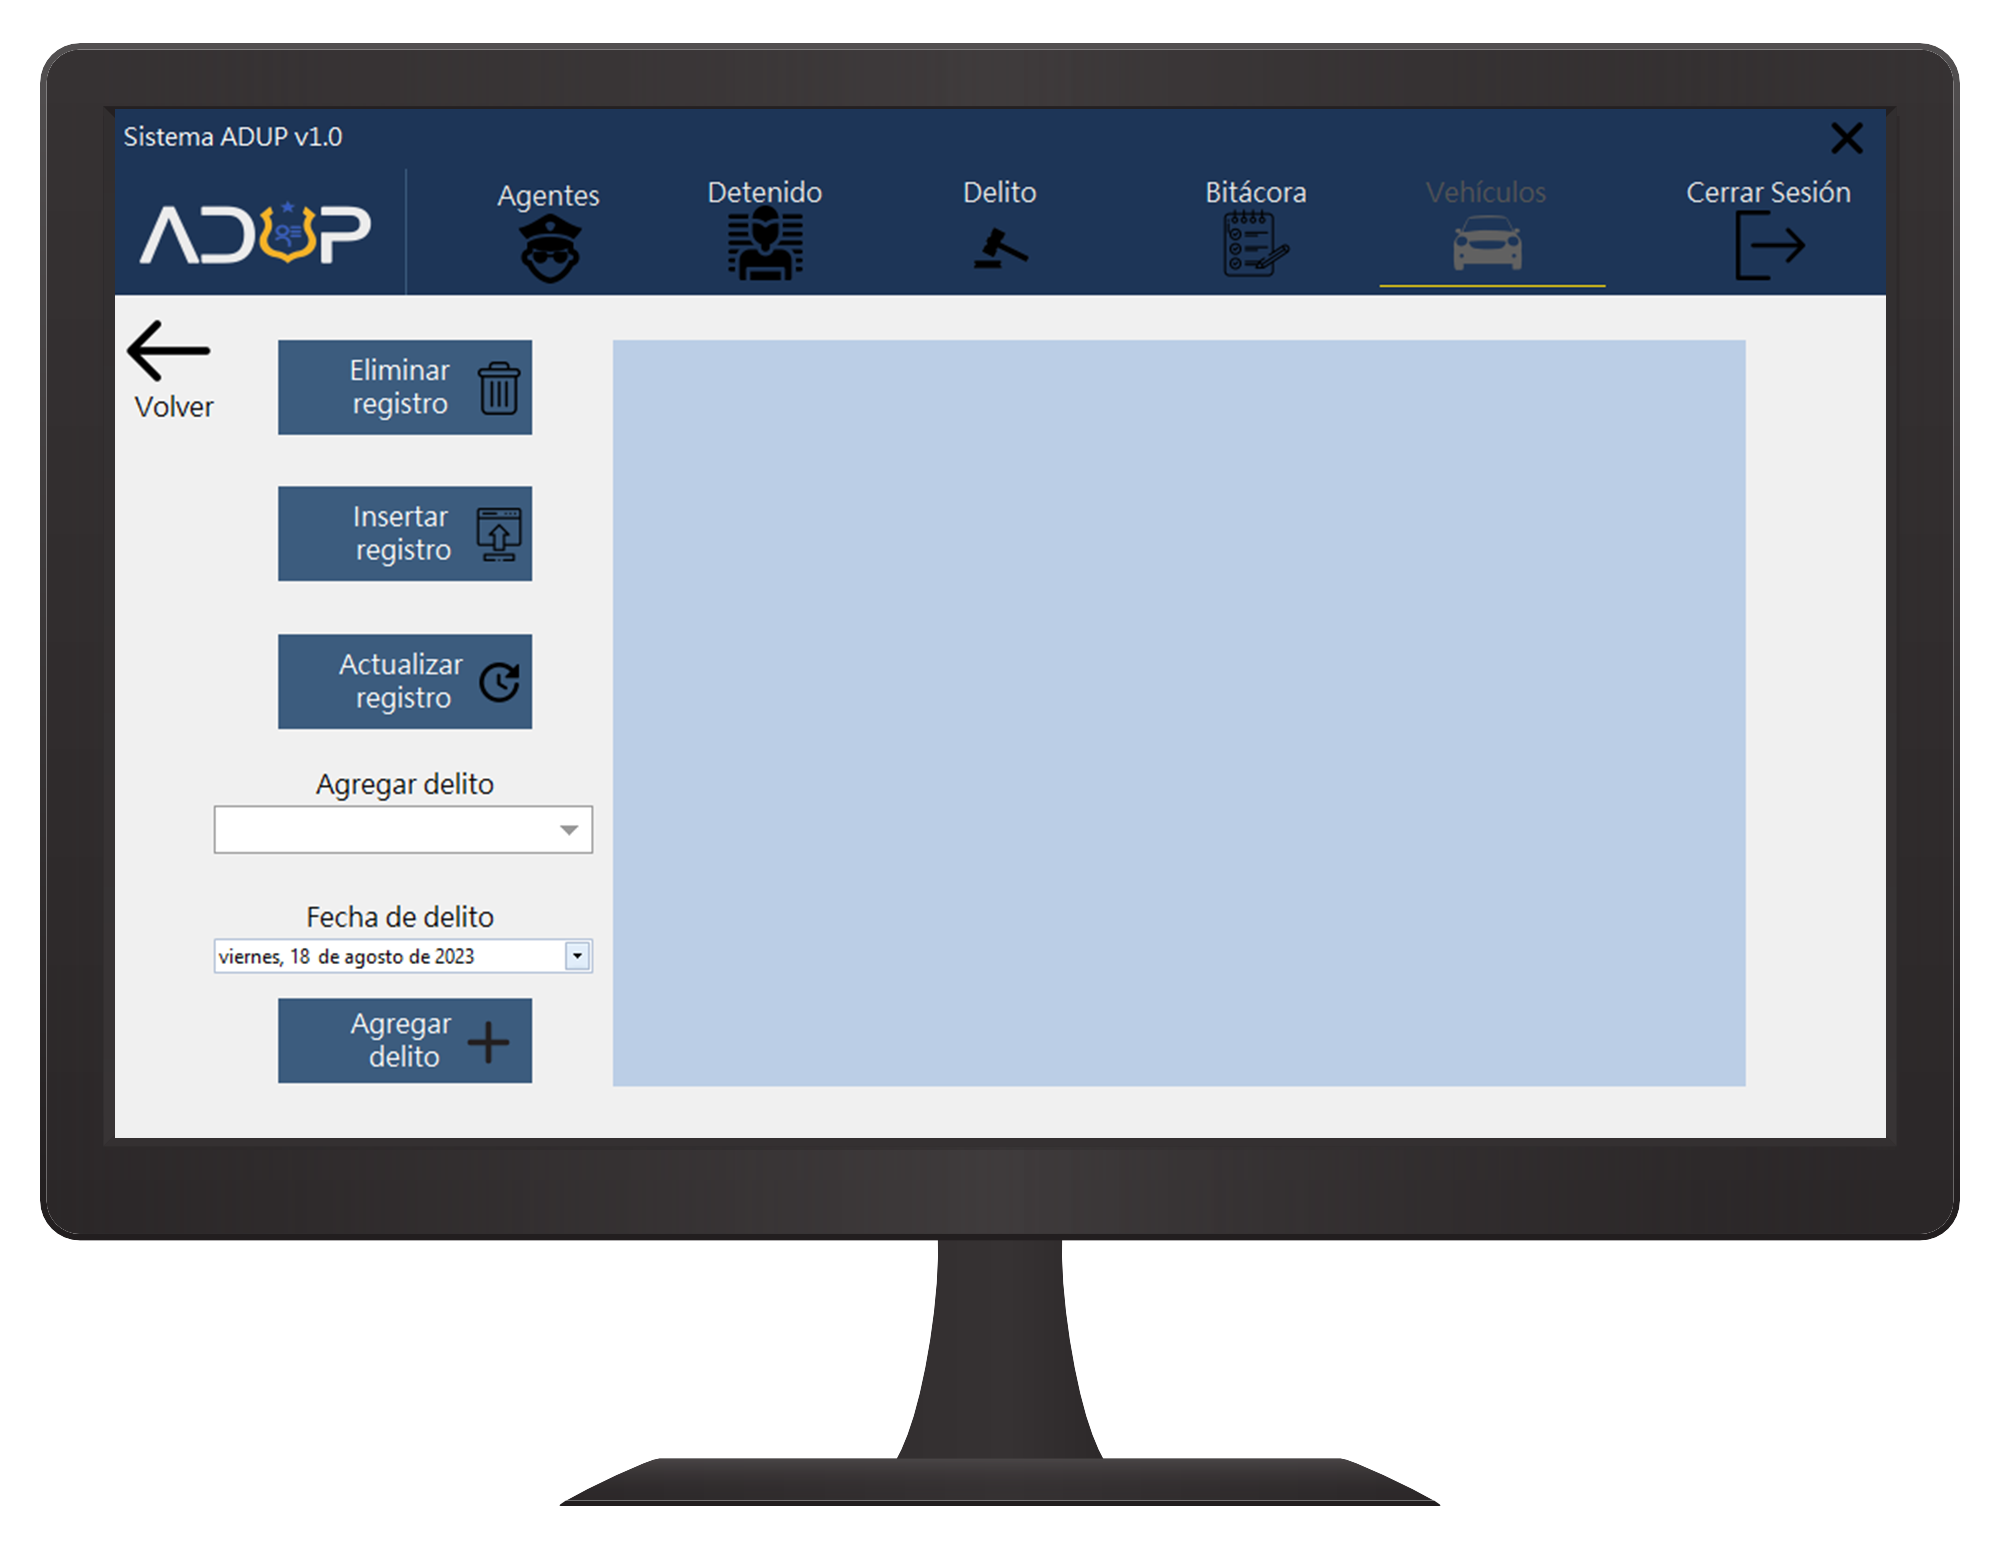 Sistema ADUP v1.0
ADUP
Agentes
Detenido
Delito
Bitácora
Vehículos
Cerrar Sesión
Volver
Eliminar
registro
Insertar
registro
Actualizar
registro
Agregar delito
Fecha de delito
viernes, 18 de agosto de 2023
Agregar
delito